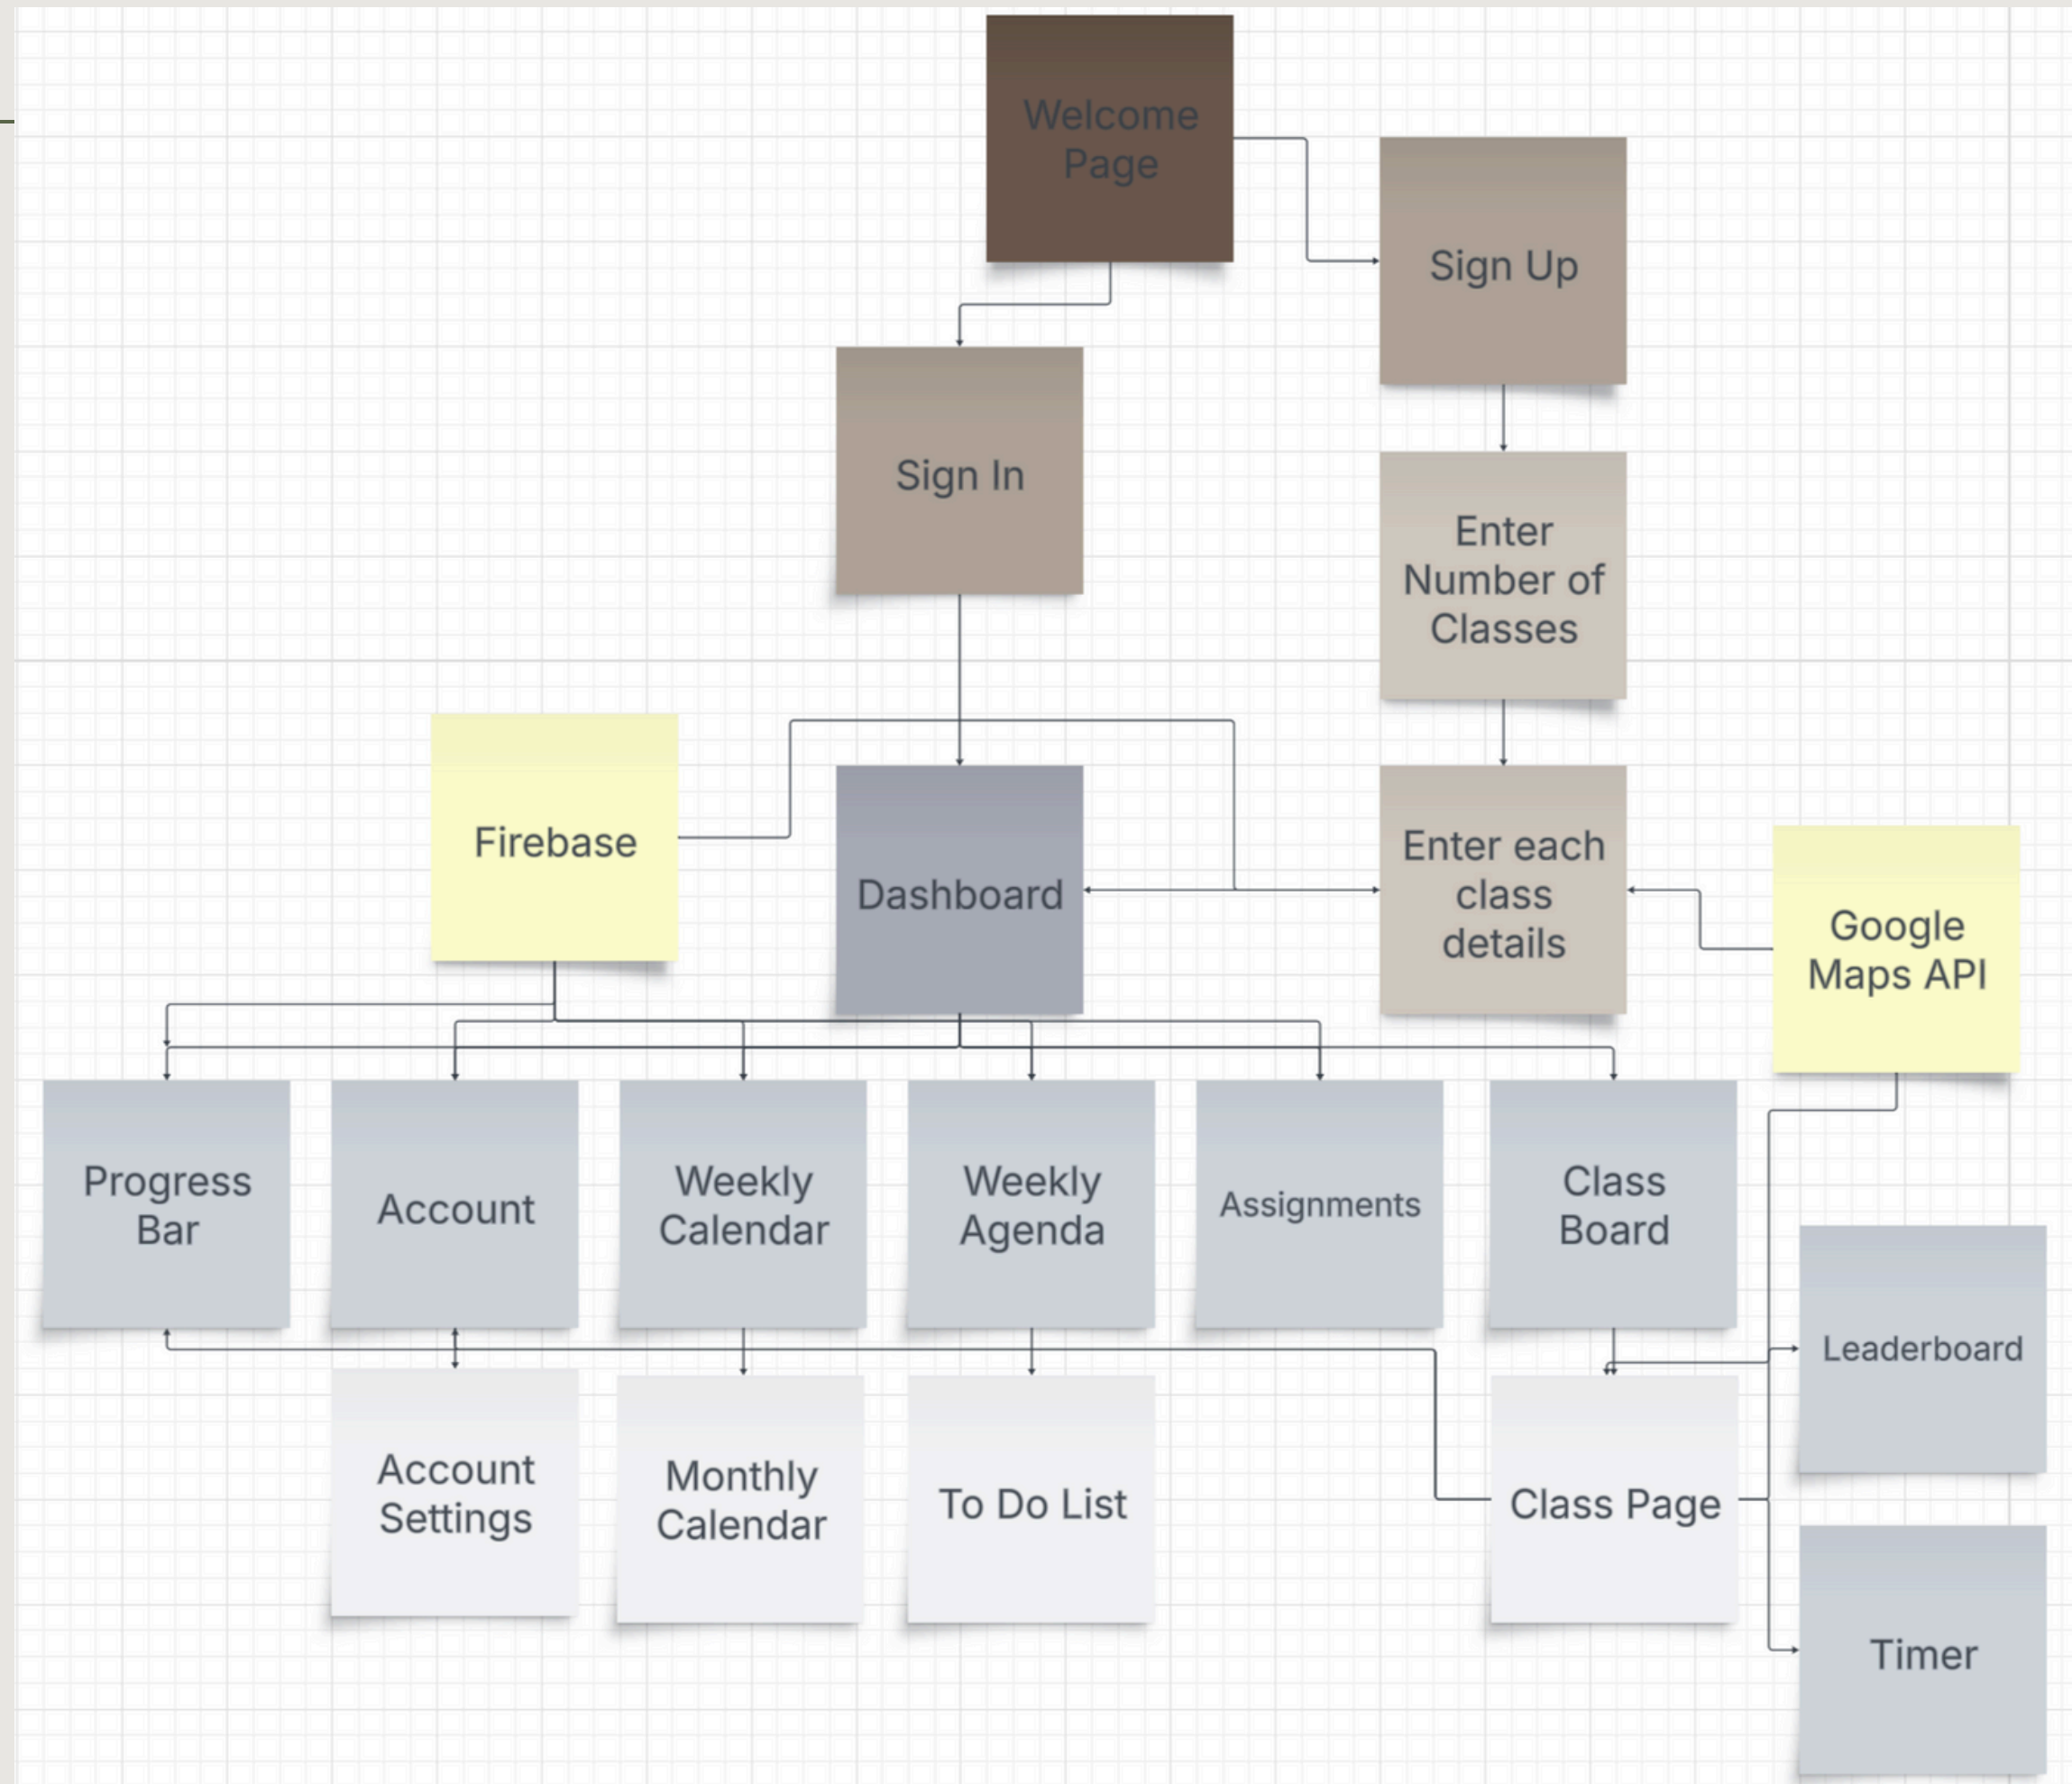 Welcome
Page
Sign Up
Sign In
Enter
Number of
Classes
Firebase
Dashboard
Enter each
class
details
Google
Maps API
Progress
Bar
Account
Weekly
Calendar
Weekly
Agenda
Assignments
Class
Board
Leaderboard
Account
Settings
Monthly
Calendar
To Do List
Class Page
Timer